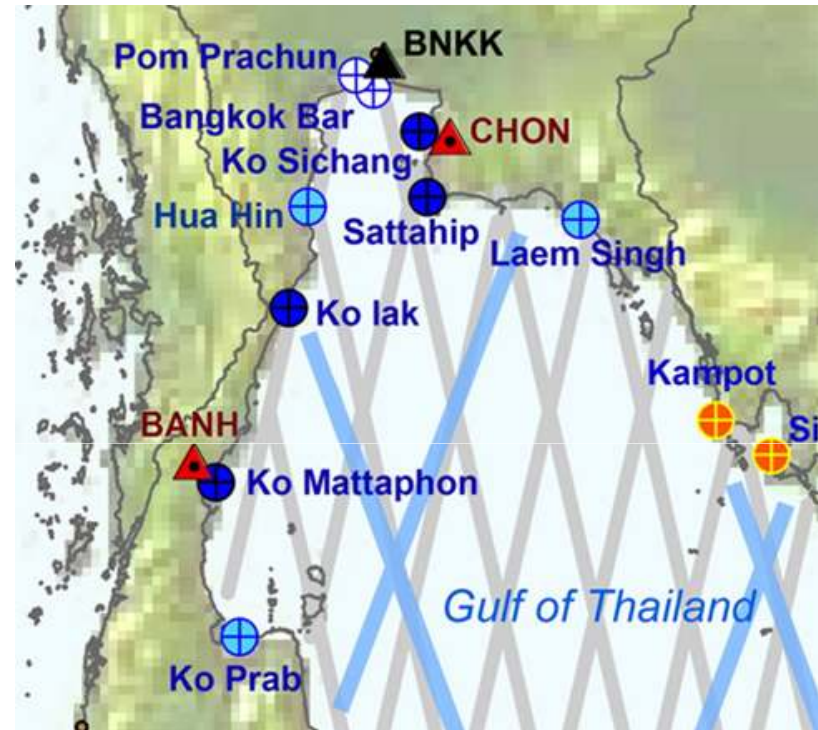 BNKK
Pom Prachun
Bangkok Bar
CHON
Ko Sichang
Hua Hin
Sattahip
Laem Singh
Ko lak
Kampot
BANH
Si
Ko Mattaphon
Gulf of Thailand
Ko Prab